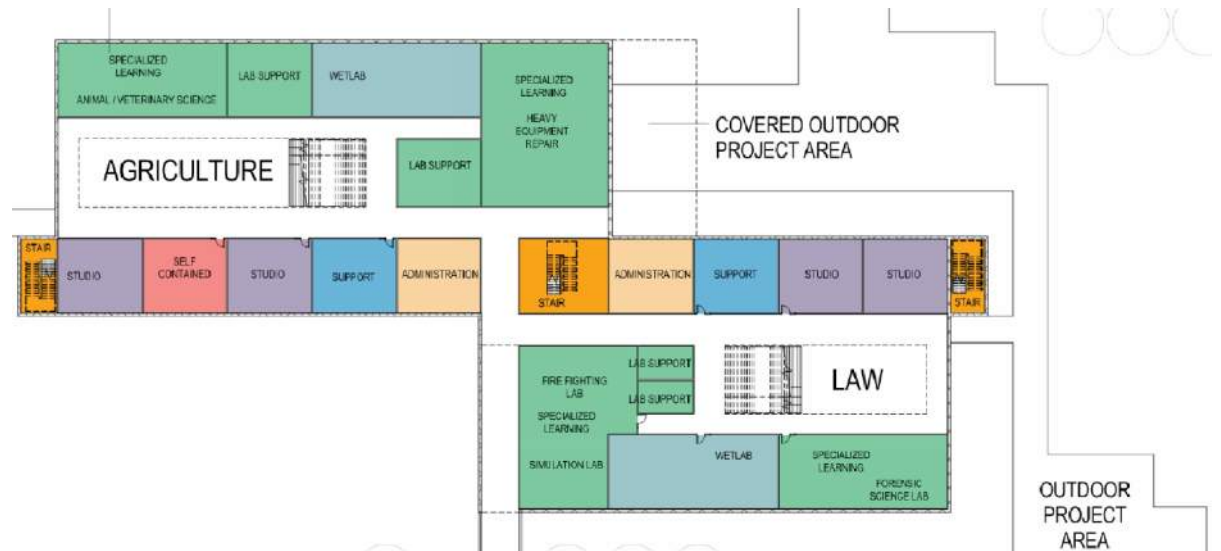 SPECIALIZED
LEARNING
ANIMAL / VETERINARY SCIENCE
LAB SUPPORT
WETLAB
SPECIALIZED
LEARNING
HEAVY
EQUIPMENT
REPAIR
COVERED OUTDOOR
PROJECT AREA
AGRICULTURE
LAB SUPPORT
STAIR
STUDIO
SELF
CONTAINED
STUDIO
SUPPORT
ADMINISTRATION
STAIR
ADMINISTRATION
SUPPORT
STUDIO
STUDIO
STAIR
FIRE FIGHTING
LAB
SPECIALIZED
LEARNING
SIMULATION LAB
LAB SUPPORT
LAB SUPPORT
LAW
WETLAB
SPECIALIZED
LEARNING
FORENSIC
SCIENCE LAB
OUTDOOR
PROJECT
AREA